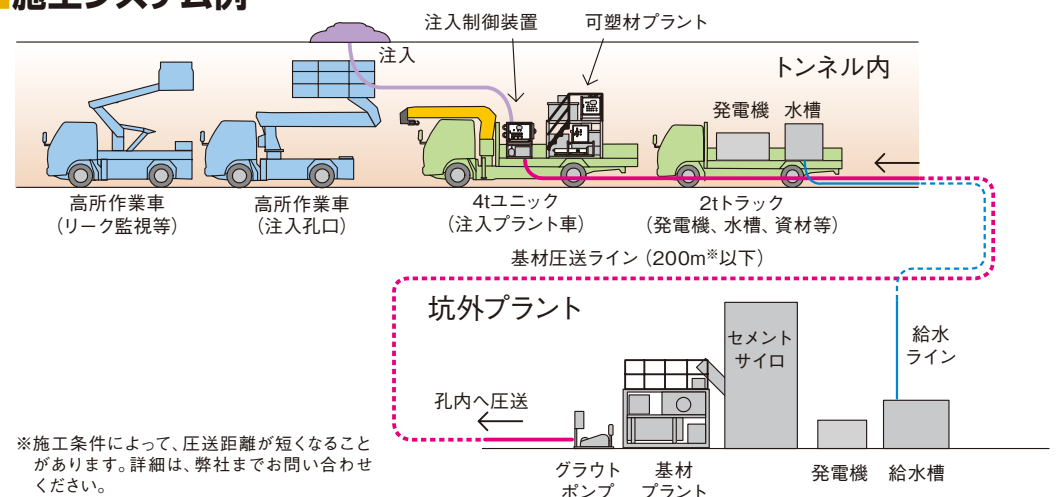 ■施工システム例
注入制御装置
可塑材プラント
注入
トンネル内
発電機
水槽
高所作業車
（リーク監視等）
高所作業車
（注入孔口）
4tユニック
（注入プラント車）
2tトラック
（発電機、水槽、資材等）
基材圧送ライン（200m※以下）
坑外プラント
セメント
サイロ
給水
ライン
孔内へ圧送
グラウト
ポンプ
基材
プラント
発電機
給水槽
※施工条件によって、圧送距離が短くなること
があります。詳細は、弊社までお問い合わせ
ください。